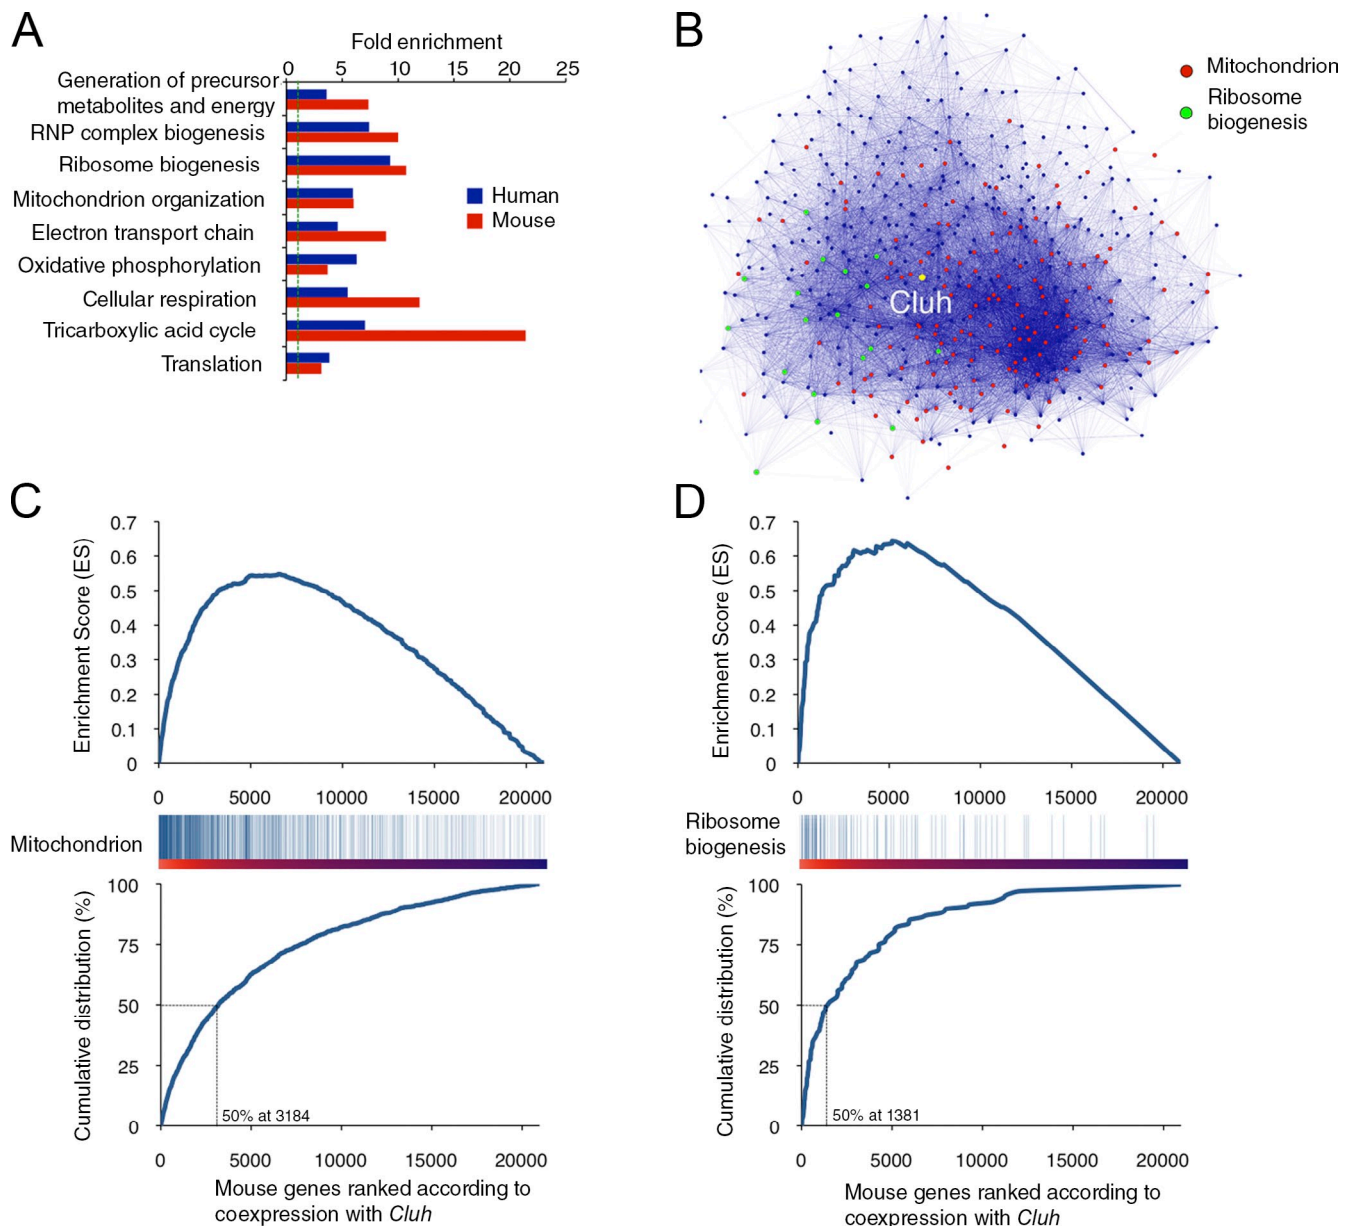 A
Fold enrichment
0 5 10 15 20 25
Generation of precursor
metabolites and energy
RNP complex biogenesis
Ribosome biogenesis
Mitochondrion organization
Electron transport chain
Oxidative phosphorylation
Cellular respiration
Tricarboxylic acid cycle
Translation
Human
Mouse
B
Mitochondrion
Ribosome
biogenesis
Cluh
C
Enrichment Score (ES)
0.7
0.6
0.5
0.4
0.3
0.2
0.1
0
0 5000 10000 15000 20000
Mitochondrion
Cumulative distribution (%)
100
75
50
25
0
50% at 3184
0 5000 10000 15000 20000
Mouse genes ranked according to
coexpression with Cluh
D
Enrichment Score (ES)
0.7
0.6
0.5
0.4
0.3
0.2
0.1
0
0 5000 10000 15000 20000
Ribosome
biogenesis
Cumulative distribution (%)
100
75
50
25
0
50% at 1381
0 5000 10000 15000 20000
Mouse genes ranked according to
coexpression with Cluh